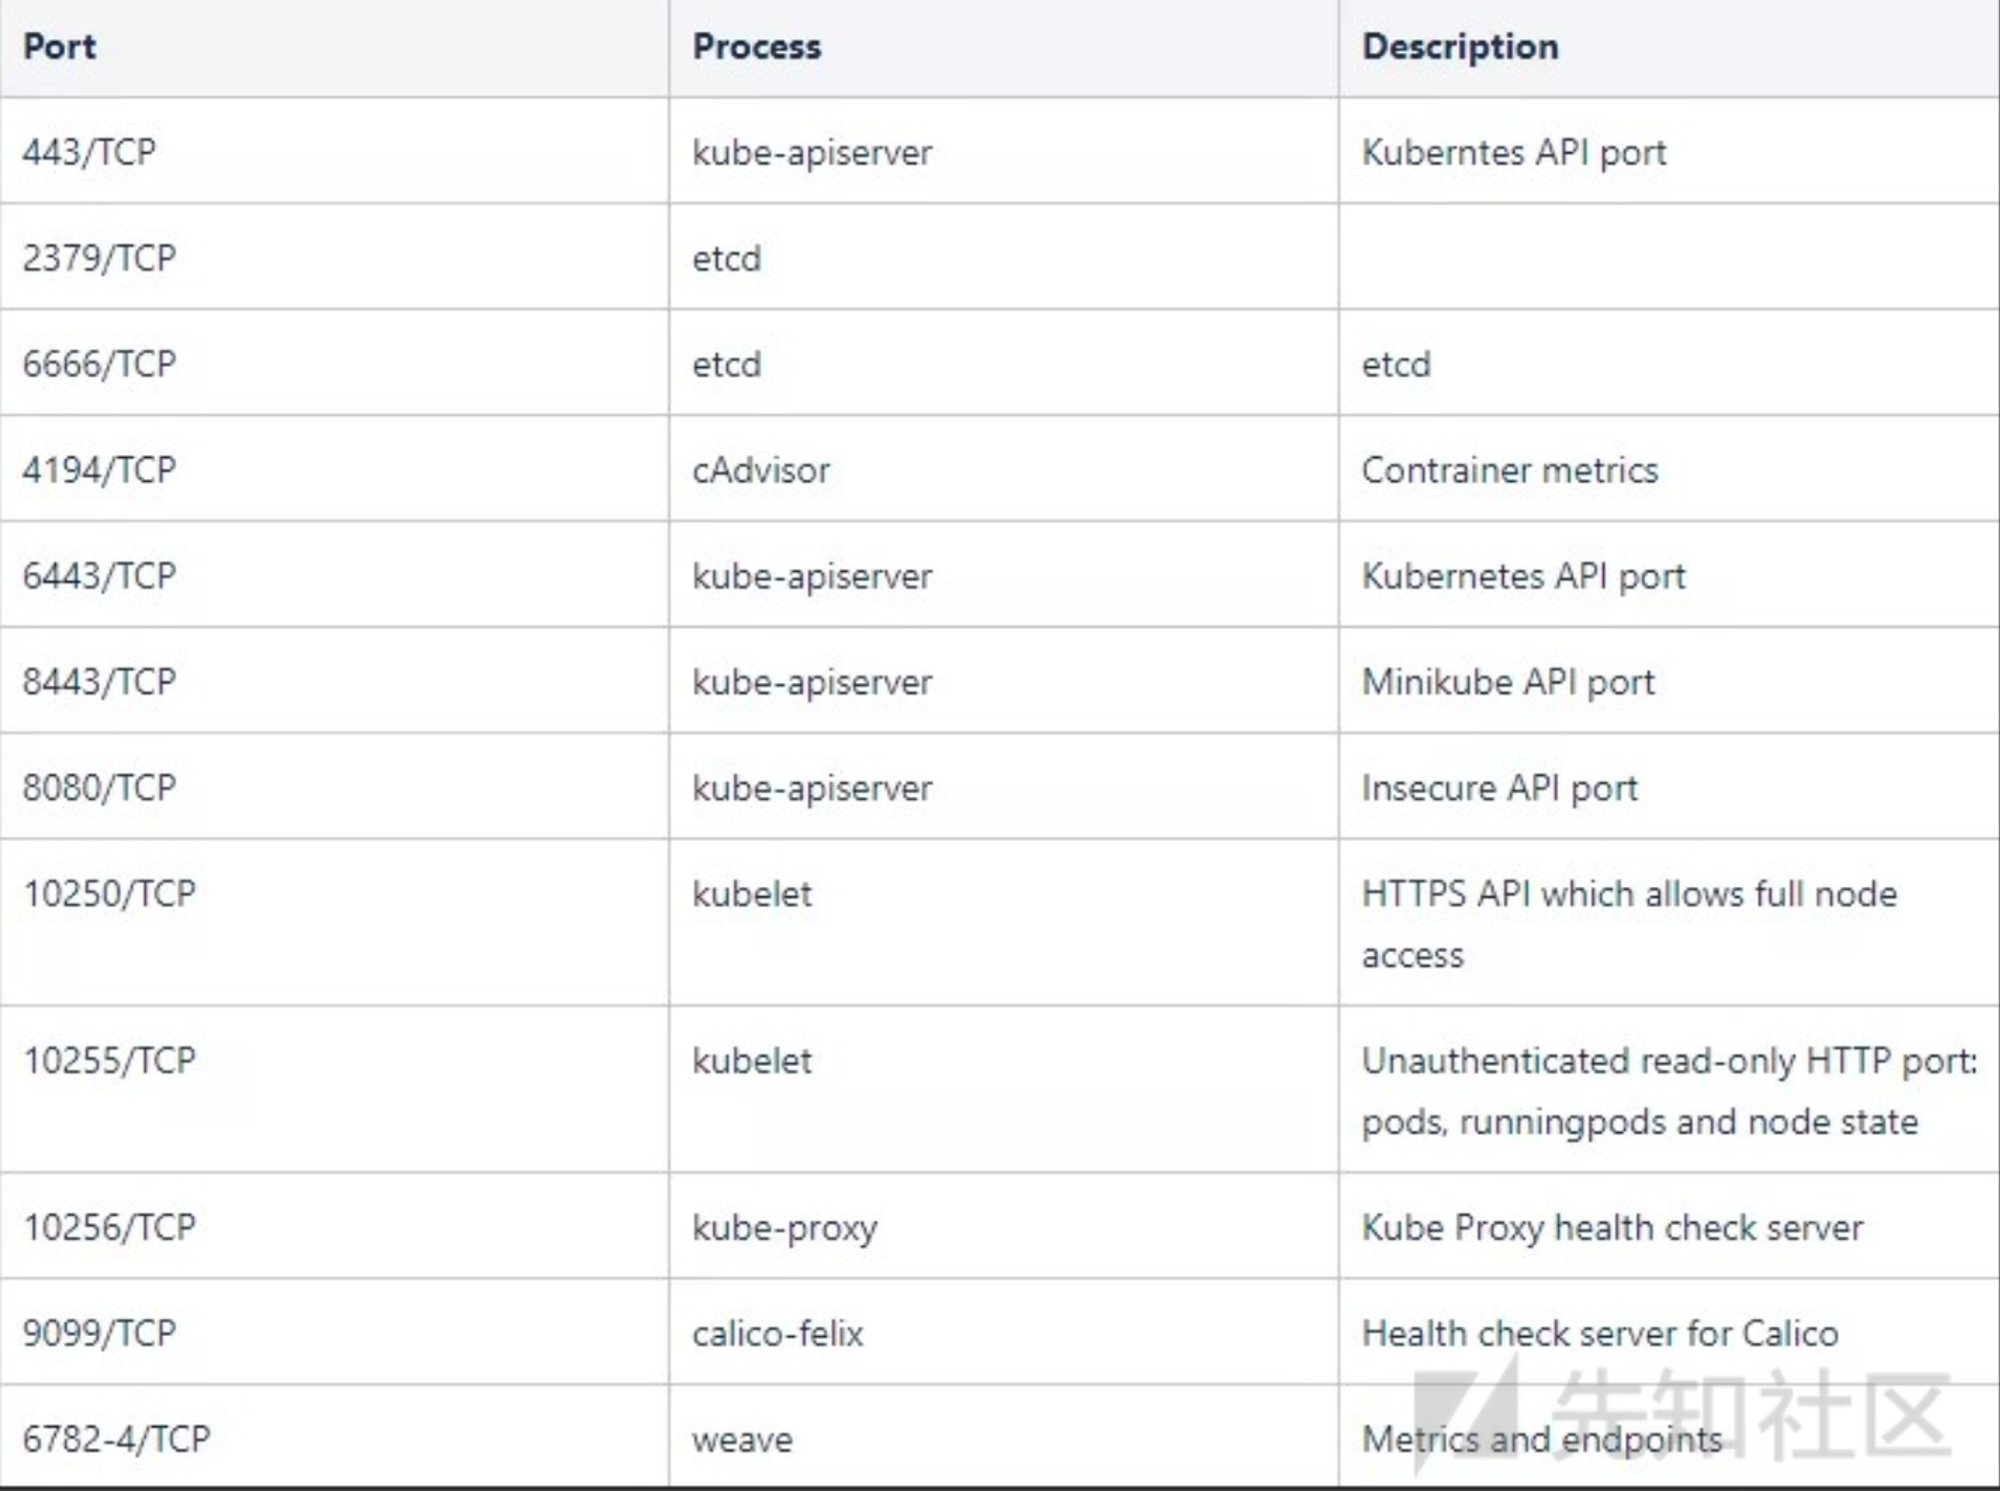 Port Process Description
443/TCP kube-apiserver Kuberntes API port
2379/TCP etcd
6666/TCP etcd etcd
4194/TCP cAdvisor Contrainer metrics
6443/TCP kube-apiserver Kubernetes API port
8443/TCP kube-apiserver Minikube API port
8080/TCP kube-apiserver Insecure API port
10250/TCP kubelet HTTPS API which allows full node
access
10255/TCP kubelet Unauthenticated read-only HTTP port:
pods, runningpods and node state
10256/TCP kube-proxy Kube Proxy health check server
9099/TCP calico-felix Health check server for Calico
6782-4/TCP weave Metrics and endpoints
先知社区